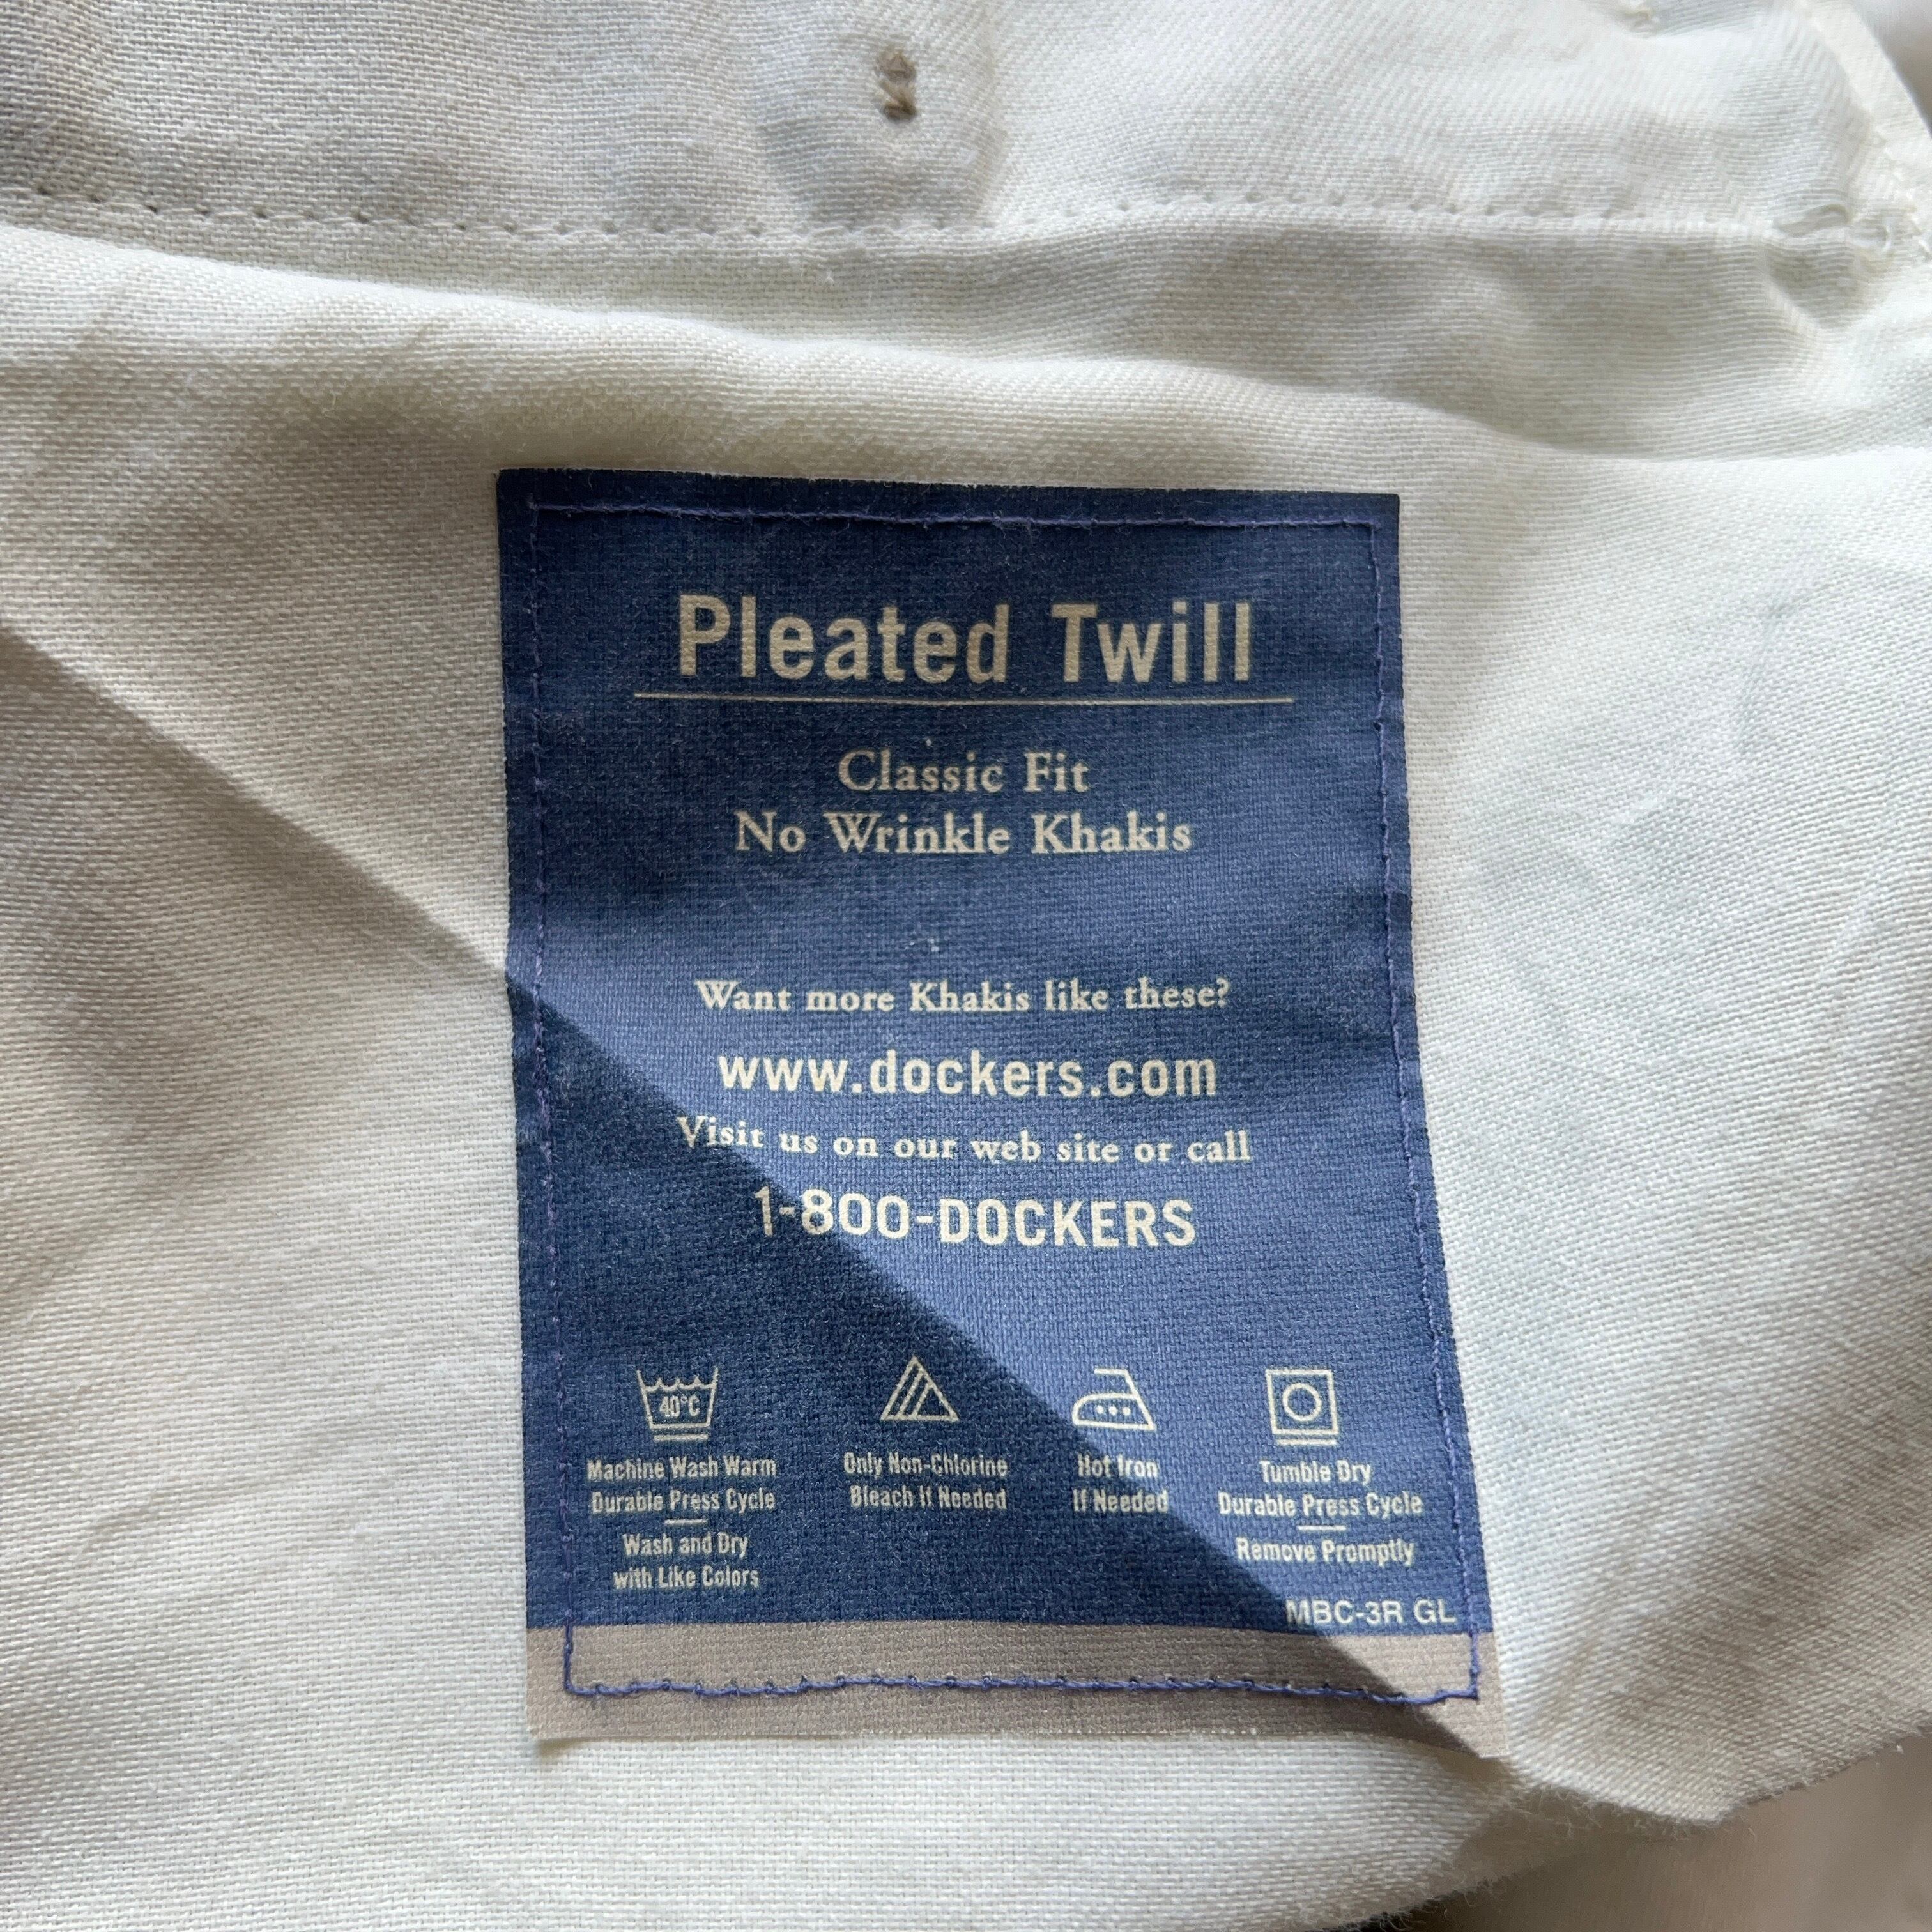 Pleated Twill
Classic Fit
No Wrinkle Khakis
Want more Khakis like these?
www.dockers.com
Visit us on our web site or call
1-800-DOCKERS
40°C
Machine Wash Warm
Durable Press Cycle
Wash and Dry
with Like Colors
Only Non-Chlorine
Bleach If Needed
Hot Iron
If Needed
Tumble Dry
Durable Press Cycle
Remove Promptly
MBC-3R GL